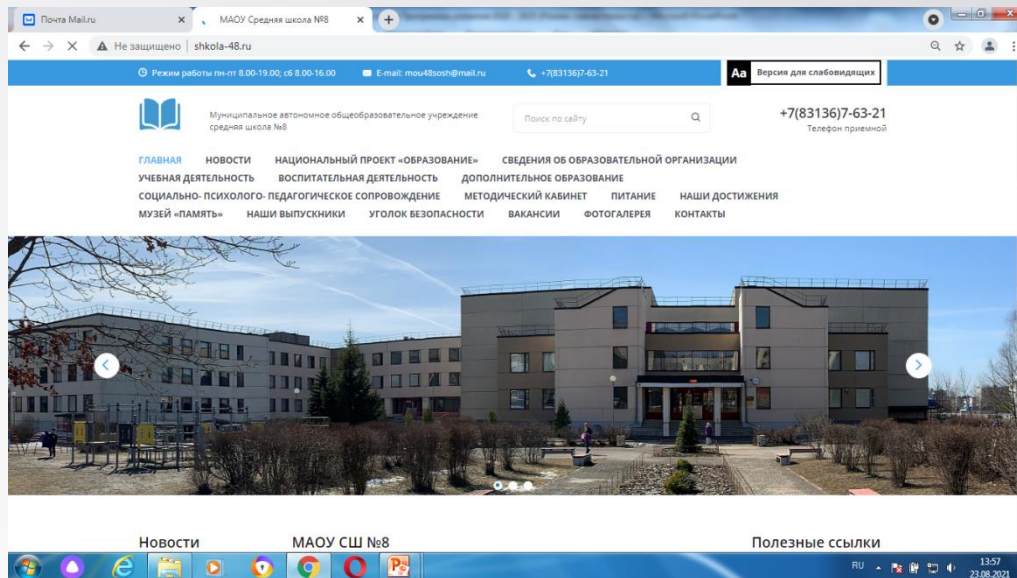 Почта Mail.ru
МАОУ Средняя школа №8
Не защищено
shkola-48.ru
Режим работы пн-пт 8.00-19.00; сб 8.00-16.00
E-mail: mou48sosh@mail.ru
+7(83136)7-63-21
Aa Версия для слабовидящих
Муниципальное автономное общеобразовательное учреждение
средняя школа №8
Поиск по сайту
+7(83136)7-63-21
Телефон приемной
ГЛАВНАЯ НОВОСТИ НАЦИОНАЛЬНЫЙ ПРОЕКТ «ОБРАЗОВАНИЕ» СВЕДЕНИЯ ОБ ОБРАЗОВАТЕЛЬНОЙ ОРГАНИЗАЦИИ
УЧЕБНАЯ ДЕЯТЕЛЬНОСТЬ ВОСПИТАТЕЛЬНАЯ ДЕЯТЕЛЬНОСТЬ ДОПОЛНИТЕЛЬНОЕ ОБРАЗОВАНИЕ
СОЦИАЛЬНО- ПСИХОЛОГО- ПЕДАГОГИЧЕСКОЕ СОПРОВОЖДЕНИЕ МЕТОДИЧЕСКИЙ КАБИНЕТ ПИТАНИЕ НАШИ ДОСТИЖЕНИЯ
МУЗЕЙ «ПАМЯТЬ» НАШИ ВЫПУСКНИКИ УГОЛОК БЕЗОПАСНОСТИ ВАКАНСИИ ФОТОГАЛЕРЕЯ КОНТАКТЫ
Новости
МАОУ СШ №8
Полезные ссылки
RU
13:57
23.08.2021